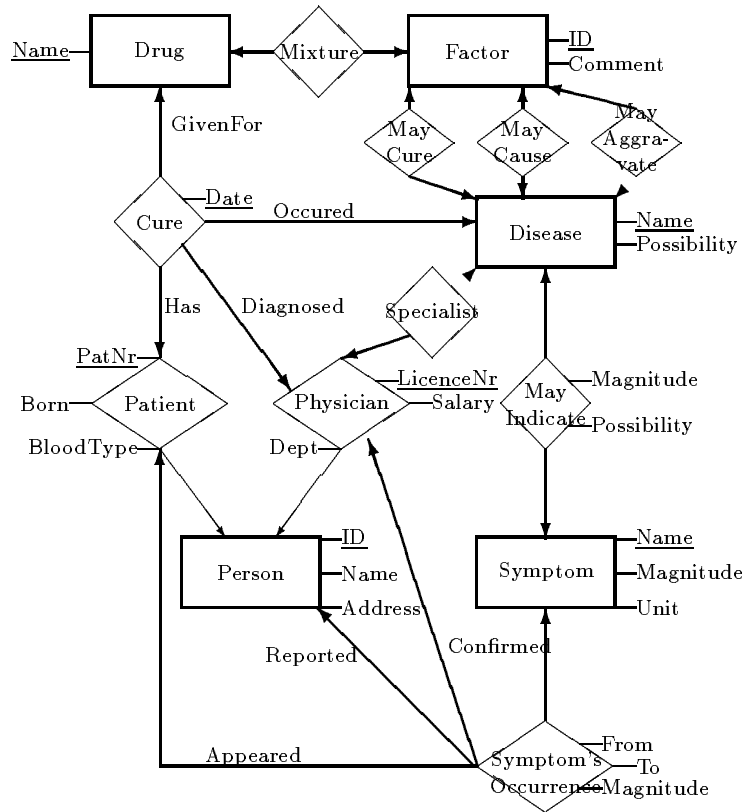 Name
Drug
Mixture
Factor
ID
Comment
GivenFor
May
Cure
May
Cause
May
Aggra-
vate
Cure
Date
Occured
Disease
Name
Possibility
Has
Diagnosed
Specialist
PatNr
Born
Patient
BloodType
LicenceNr
Physician
Salary
Dept
May
Indicate
Magnitude
Possibility
Person
ID
Name
Address
Symptom
Name
Magnitude
Unit
Reported
Confirmed
Appeared
Symptom's
Occurrence
From
To
Magnitude